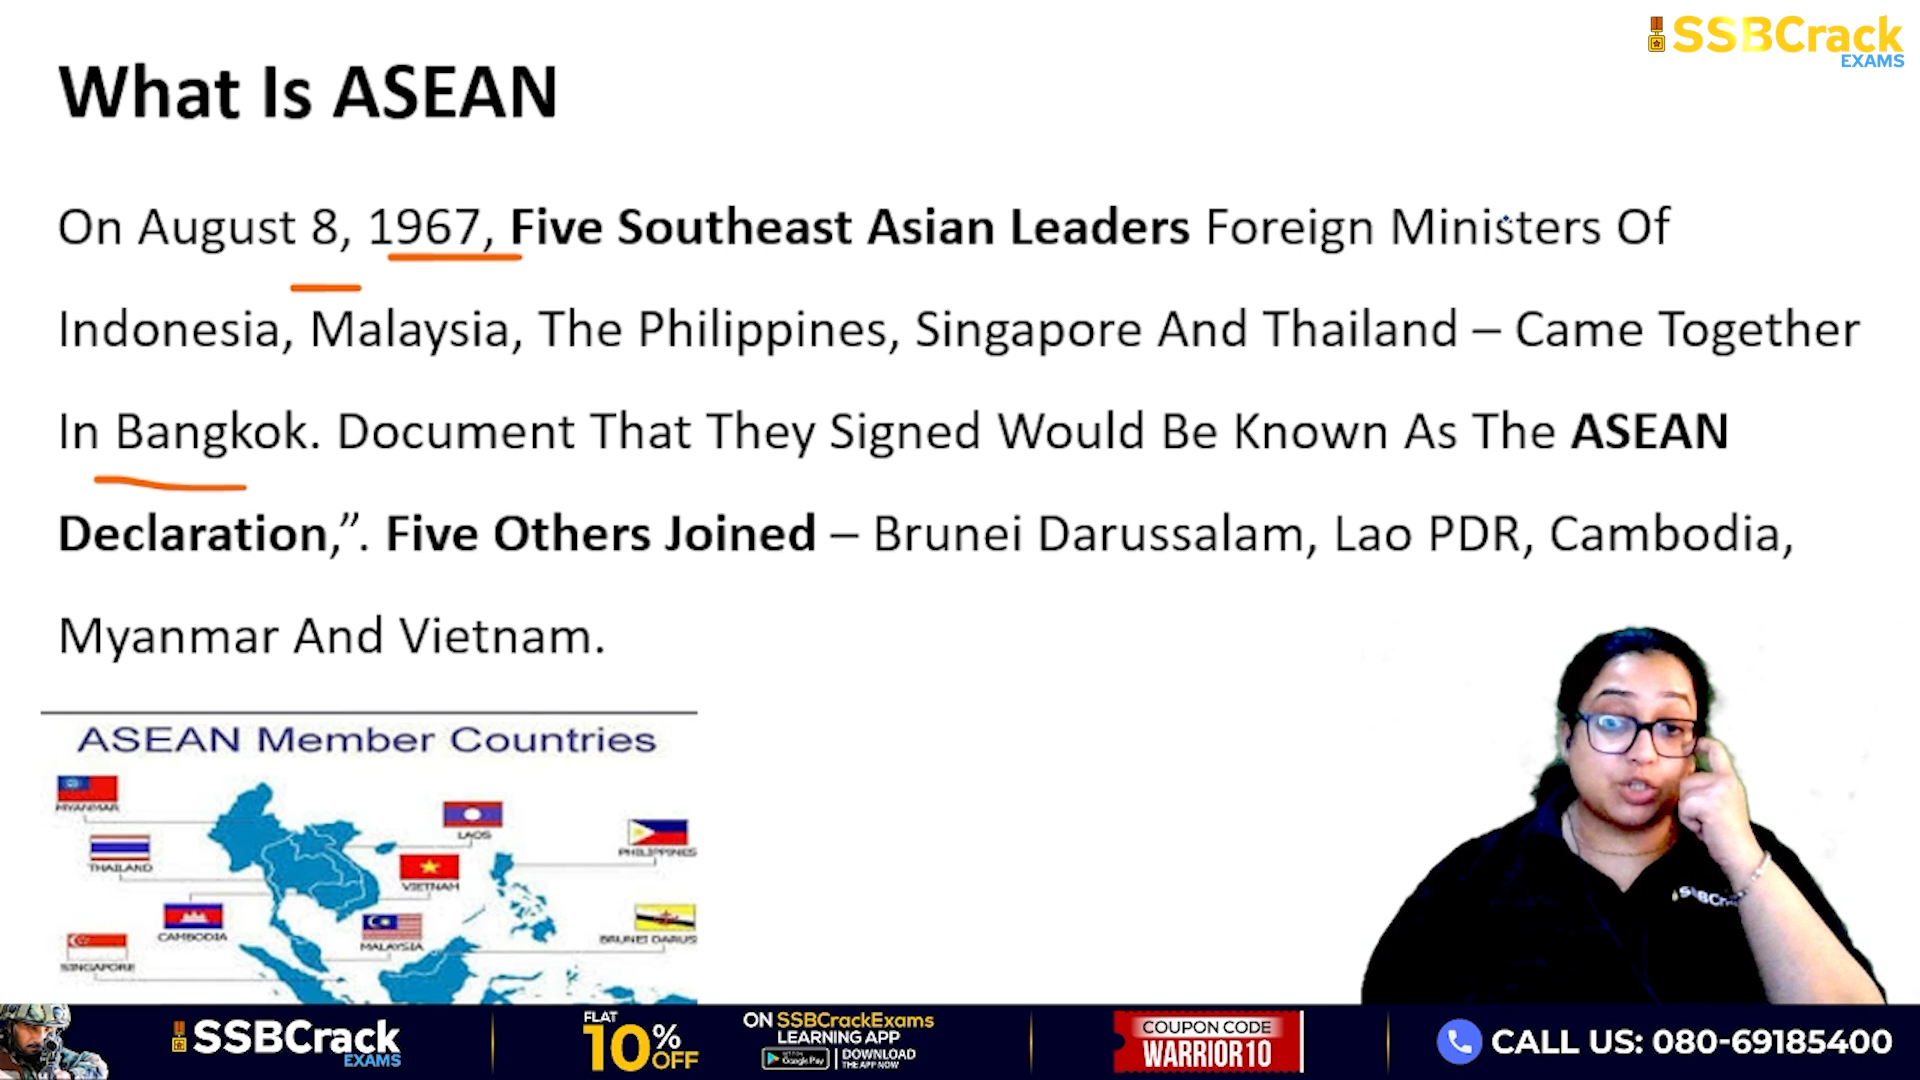 SSBCrack
EXAMS
What Is ASEAN
On August 8, 1967, Five Southeast Asian Leaders Foreign Ministers Of
Indonesia, Malaysia, The Philippines, Singapore And Thailand – Came Together
In Bangkok. Document That They Signed Would Be Known As The ASEAN
Declaration,”. Five Others Joined – Brunei Darussalam, Lao PDR, Cambodia,
Myanmar And Vietnam.
ASEAN Member Countries
MYANMAR
LAOS
PHILIPPINES
THAILAND
VIETNAM
CAMBODIA
MALAYSIA
BRUNEI DARUS
SINGAPORE
SSBCrack
EXAMS
FLAT
10% OFF
ON SSBCrackExams
LEARNING APP
Google Play
DOWNLOAD
THE APP NOW
COUPON CODE
WARRIOR10
CALL US: 080-69185400